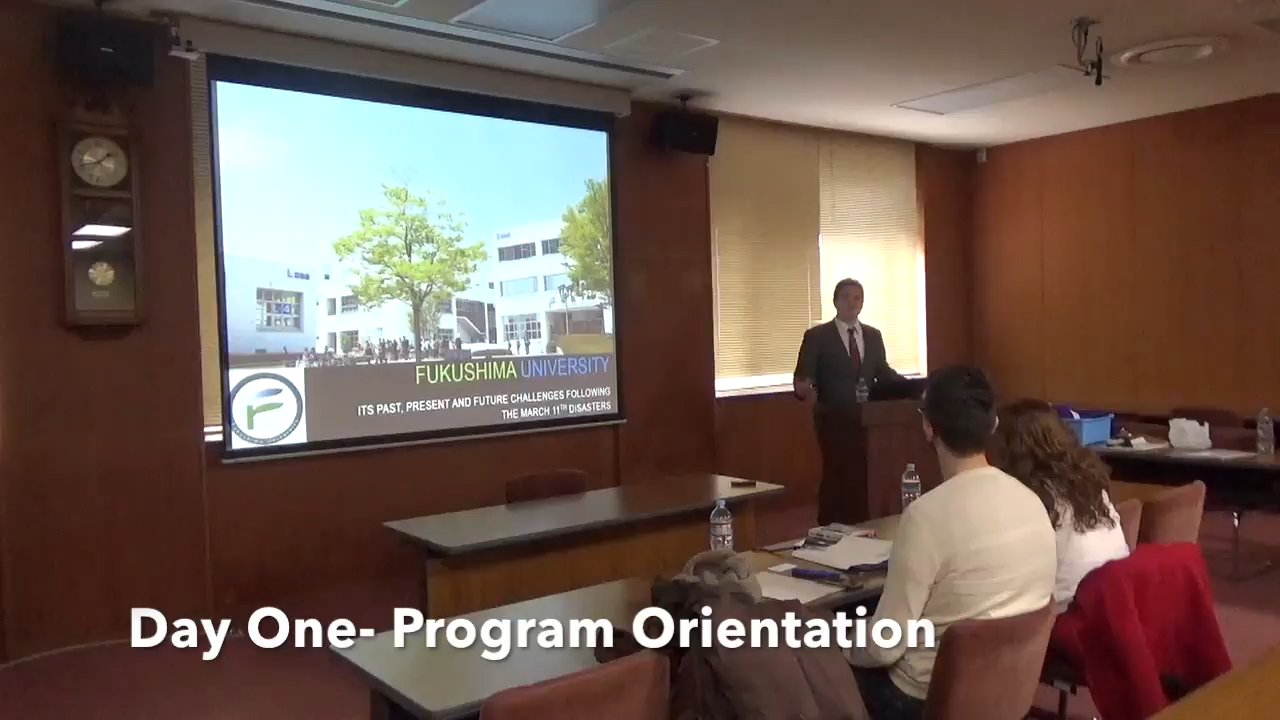 FUKUSHIMA UNIVERSITY
ITS PAST, PRESENT AND FUTURE CHALLENGES FOLLOWING
THE MARCH 11TH DISASTERS
Day One- Program Orientation